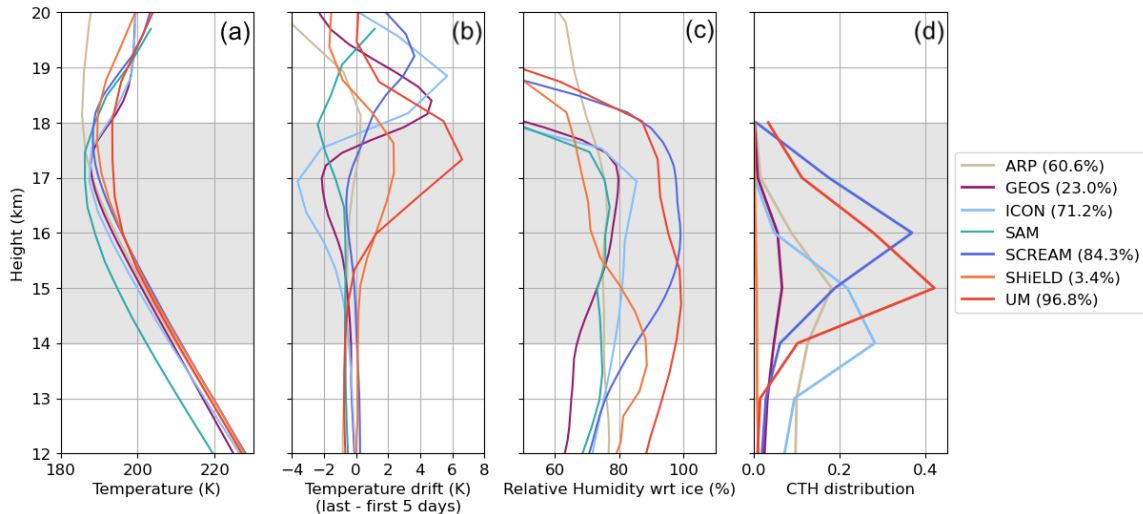 (a)
(b)
(c)
(d)
Height (km)
20
19
18
17
16
15
14
13
12
180 200 220
−4 −2 0 2 4 6 8
60 80 100
0.0 0.2 0.4
Temperature (K)
Temperature drift (K)
(last - first 5 days)
Relative Humidity wrt ice (%)
CTH distribution
ARP (60.6%)
GEOS (23.0%)
ICON (71.2%)
SAM
SCREAM (84.3%)
SHiELD (3.4%)
UM (96.8%)